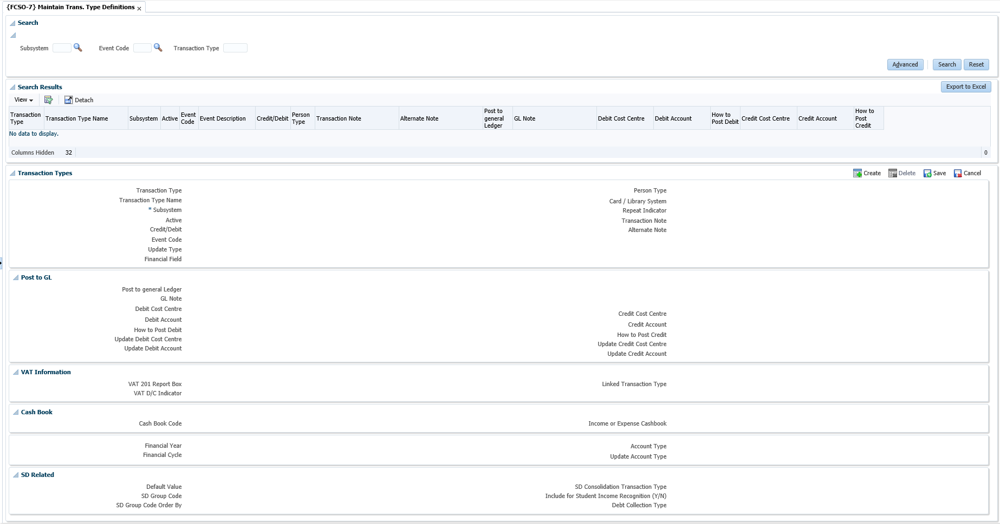 {FCSO-7} Maintain Trans. Type Definitions x
Search
Subsystem Event Code Transaction Type
Advanced Search Reset
Search Results Export to Excel
View Detach
Transaction Type Transaction Type Name Subsystem Active Event Code Event Description Credit/Debit Person Type Transaction Note Alternate Note Post to general Ledger GL Note Debit Cost Centre Debit Account How to Post Debit Credit Cost Centre Credit Account How to Post Credit
No data to display.
Columns Hidden 32 0
Transaction Types Create Delete Save Cancel
Transaction Type Person Type
Transaction Type Name Card / Library System
* Subsystem Repeat Indicator
Active Transaction Note
Credit/Debit Alternate Note
Event Code
Update Type
Financial Field
Post to GL
Post to general Ledger
GL Note
Debit Cost Centre Credit Cost Centre
Debit Account Credit Account
How to Post Debit How to Post Credit
Update Debit Cost Centre Update Credit Cost Centre
Update Debit Account Update Credit Account
VAT Information
VAT 201 Report Box Linked Transaction Type
VAT D/C Indicator
Cash Book
Cash Book Code Income or Expense Cashbook
Financial Year Account Type
Financial Cycle Update Account Type
SD Related
Default Value SD Consolidation Transaction Type
SD Group Code Include for Student Income Recognition (Y/N)
SD Group Code Order By Debt Collection Type